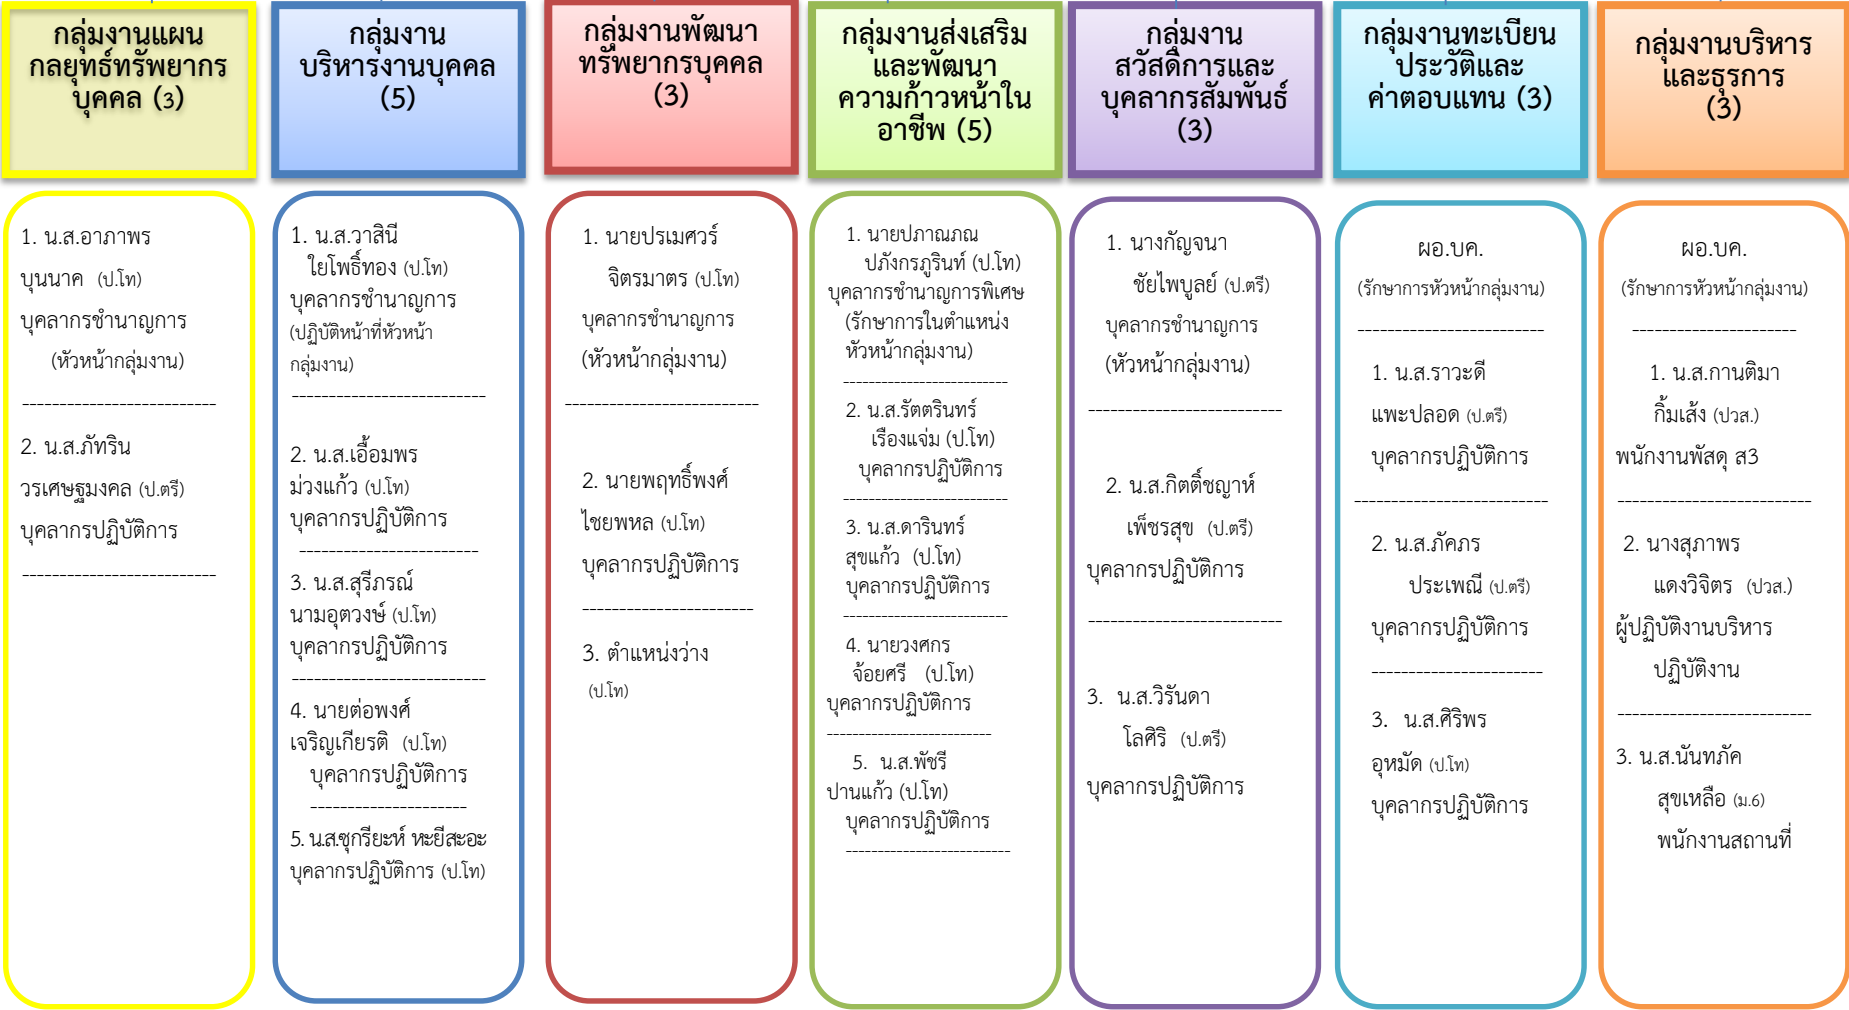 กลุ่มงานแผน
กลยุทธ์ทรัพยากร
บุคคล (3)
1. น.ส.อาภาพร
บุนนาค (ป.โท)
บุคลากรชำนาญการ
(หัวหน้ากลุ่มงาน)
--------------------------
2. น.ส.ภัทริน
วรเศษฐมงคล (ป.ตรี)
บุคลากรปฏิบัติการ
--------------------------
กลุ่มงาน
บริหารงานบุคคล
(5)
1. น.ส.วาสินี
ใยโพธิ์ทอง (ป.โท)
บุคลากรชำนาญการ
(ปฏิบัติหน้าที่หัวหน้า
กลุ่มงาน)
--------------------------
2. น.ส.เอื้อมพร
ม่วงแก้ว (ป.โท)
บุคลากรปฏิบัติการ
------------------------
3. น.ส.สุรีภรณ์
นามอุตวงษ์ (ป.โท)
บุคลากรปฏิบัติการ
--------------------------
4. นายต่อพงศ์
เจริญเกียรติ (ป.โท)
บุคลากรปฏิบัติการ
---------------------
5. น.ส.ซุกรียะห์ หะยีสะอะ
บุคลากรปฏิบัติการ (ป.โท)
กลุ่มงานพัฒนา
ทรัพยากรบุคคล
(3)
1. นายปรเมศวร์
จิตรมาตร (ป.โท)
บุคลากรชำนาญการ
(หัวหน้ากลุ่มงาน)
--------------------------
2. นายพฤทธิ์พงศ์
ไชยพหล (ป.โท)
บุคลากรปฏิบัติการ
-----------------------
3. ตำแหน่งว่าง
(ป.โท)
กลุ่มงานส่งเสริม
และพัฒนา
ความก้าวหน้าใน
อาชีพ (5)
1. นายปภาณภณ
ปภังกรภูรินท์ (ป.โท)
บุคลากรชำนาญการพิเศษ
(รักษาการในตำแหน่ง
หัวหน้ากลุ่มงาน)
--------------------------
2. น.ส.รัตตรินทร์
เรืองแจ่ม (ป.โท)
บุคลากรปฏิบัติการ
--------------------------
3. น.ส.ดารินทร์
สุขแก้ว (ป.โท)
บุคลากรปฏิบัติการ
--------------------------
4. นายวงศกร
จ้อยศรี (ป.โท)
บุคลากรปฏิบัติการ
--------------------------
5. น.ส.พัชรี
ปานแก้ว (ป.โท)
บุคลากรปฏิบัติการ
--------------------------
กลุ่มงาน
สวัสดิการและ
บุคลากรสัมพันธ์
(3)
1. นางกัญจนา
ชัยไพบูลย์ (ป.ตรี)
บุคลากรชำนาญการ
(หัวหน้ากลุ่มงาน)
--------------------------
2. น.ส.กิตติ์ชญาห์
เพ็ชรสุข (ป.ตรี)
บุคลากรปฏิบัติการ
--------------------------
3. น.ส.วิรันดา
โลศิริ (ป.ตรี)
บุคลากรปฏิบัติการ
กลุ่มงานทะเบียน
ประวัติและ
ค่าตอบแทน (3)
ผอ.บค.
(รักษาการหัวหน้ากลุ่มงาน)
-------------------------
1. น.ส.ราวะดี
แพะปลอด (ป.ตรี)
บุคลากรปฏิบัติการ
--------------------------
2. น.ส.ภัคภร
ประเพณี (ป.ตรี)
บุคลากรปฏิบัติการ
-----------------------
3. น.ส.ศิริพร
อุหมัด (ป.โท)
บุคลากรปฏิบัติการ
กลุ่มงานบริหาร
และธุรการ
(3)
ผอ.บค.
(รักษาการหัวหน้ากลุ่มงาน)
----------------------
1. น.ส.กานติมา
กิ้มเส้ง (ปวส.)
พนักงานพัสดุ ส3
--------------------------
2. นางสุภาพร
แดงวิจิตร (ปวส.)
ผู้ปฏิบัติงานบริหาร
ปฏิบัติงาน
--------------------------
3. น.ส.นันทภัค
สุขเหลือ (ม.6)
พนักงานสถานที่